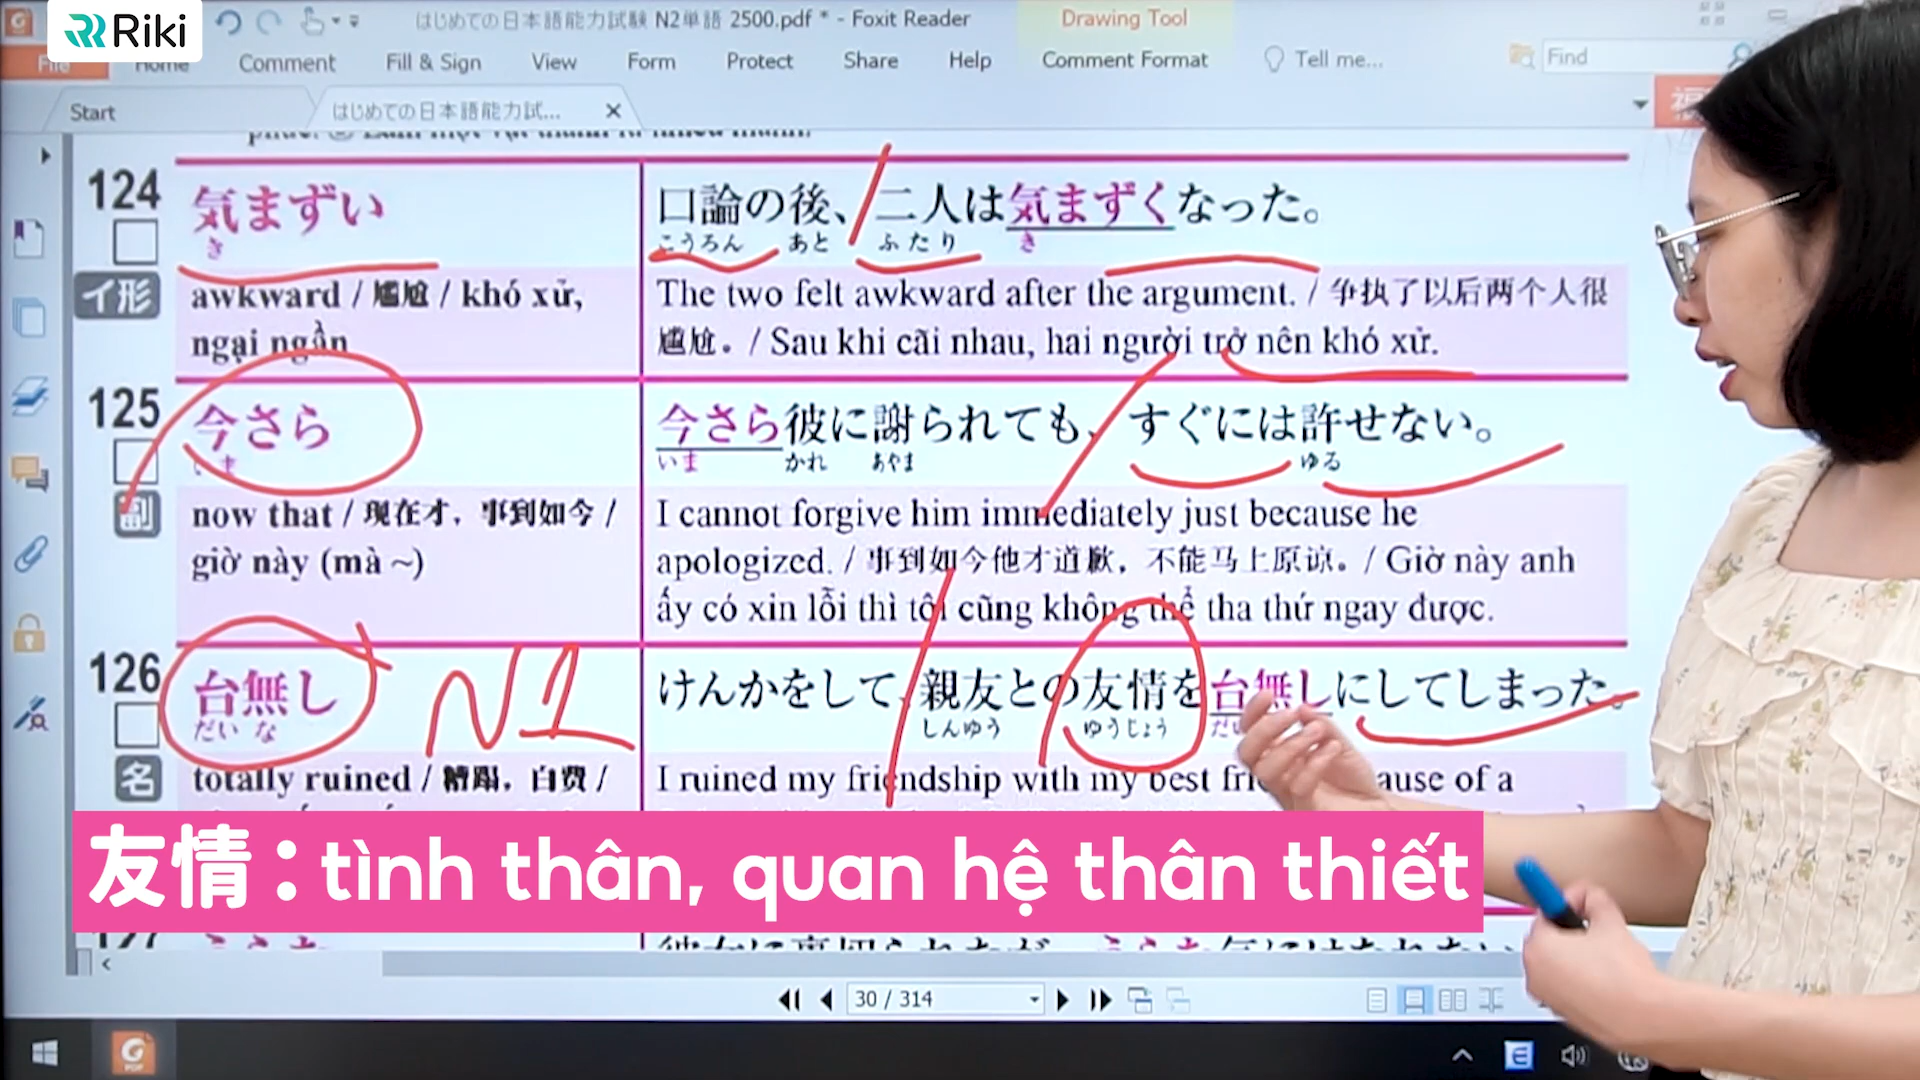 Riki
はじめての日本語能力試験 N2単語 2500.pdf * - Foxit Reader
Drawing Tool
File Home Comment Fill & Sign View Form Protect Share Help Comment Format Tell me... Find
Start はじめての日本語能力試... ×
124 気まずい 口論の後、二人は気まずくなった。
き こうろん あと ふたり き
イ形 awkward / 尴尬 / khó xử, The two felt awkward after the argument. / 争执了以后两个人很
ngại ngần 尴尬。/ Sau khi cãi nhau, hai người trở nên khó xử.
125 今さら 今さら彼に謝られても、すぐには許せない。
いま いま かれ あやま ゆる
副 now that / 现在才，事到如今 / I cannot forgive him immediately just because he
giờ này (mà ~) apologized. / 事到如今他才道歉，不能马上原谅。/ Giờ này anh
ấy có xin lỗi thì tôi cũng không thể tha thứ ngay được.
126 台無し N1 けんかをして、親友との友情を台無しにしてしまった。
だい な しんゆう ゆうじょう
名 totally ruined / 糟蹋，白费 / I ruined my friendship with my best ause of a
友情：tình thân, quan hệ thân thiết
30 / 314